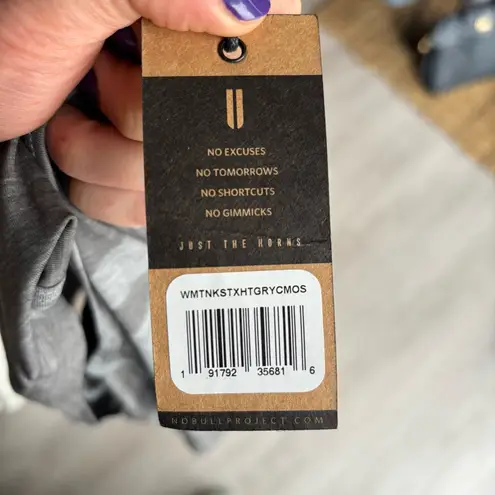 NO EXCUSES
NO TOMORROWS
NO SHORTCUTS
NO GIMMICKS
JUST THE HORNS
WMTNKSTXHTGRYCMOS
1 91792 35681 6
NOBULLPROJECT.COM